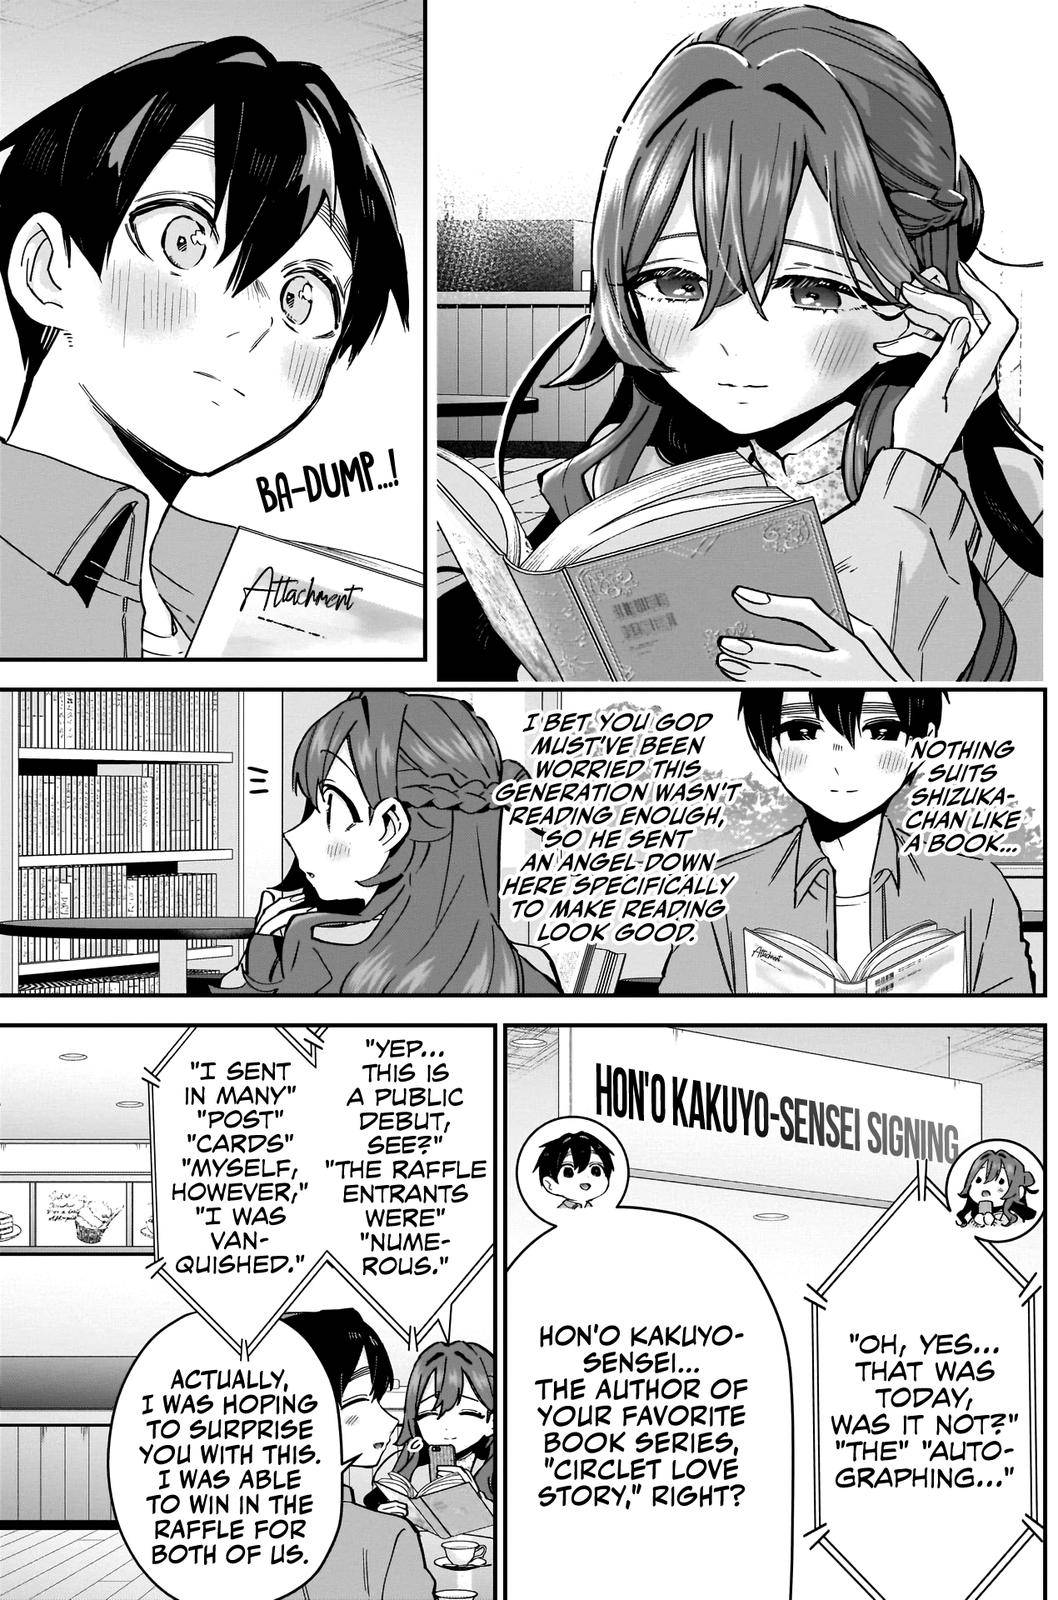 BA-DUMP...!
Attachment
NOTHING
SUITS
SHIZUKA-
CHAN LIKE
A BOOK...
I BET YOU GOD
MUST'VE BEEN
WORRIED THIS
GENERATION WASN'T
READING ENOUGH,
SO HE SENT
AN ANGEL DOWN
HERE SPECIFICALLY
TO MAKE READING
LOOK GOOD.
Attachment
HON'O KAKUYO-SENSEI SIGNING
"OH, YES...
THAT WAS
TODAY,
WAS IT NOT?"
"THE" "AUTO-
GRAPHING..."
HON'O KAKUYO-
SENSEI...
THE AUTHOR OF
YOUR FAVORITE
BOOK SERIES,
"CIRCLET LOVE
STORY," RIGHT?
"YEP...
THIS IS
A PUBLIC
DEBUT,
SEE?"
"THE RAFFLE
ENTRANTS
WERE"
"NUME-
ROUS."
"I SENT
IN MANY"
"POST"
"CARDS"
"MYSELF,
HOWEVER,"
"I WAS
VAN-
QUISHED."
ACTUALLY,
I WAS HOPING
TO SURPRISE
YOU WITH THIS.
I WAS ABLE
TO WIN IN THE
RAFFLE FOR
BOTH OF US.